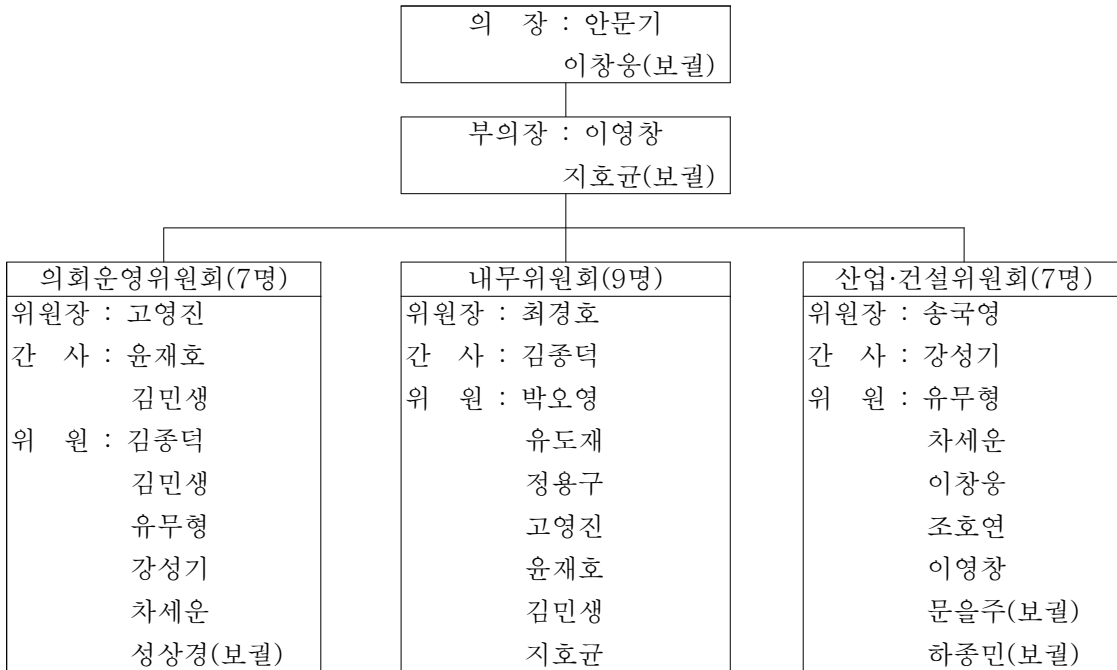 의 장 : 안문기
이창웅(보궐)
부의장 : 이영창
지호균(보궐)
의회운영위원회(7명)
위원장 : 고영진
간 사 : 윤재호
김민생
위 원 : 김종덕
김민생
유무형
강성기
차세운
성상경(보궐)
내무위원회(9명)
위원장 : 최경호
간 사 : 김종덕
위 원 : 박오영
유도재
정용구
고영진
윤재호
김민생
지호균
산업·건설위원회(7명)
위원장 : 송국영
간 사 : 강성기
위 원 : 유무형
차세운
이창웅
조호연
이영창
문을주(보궐)
하종민(보궐)